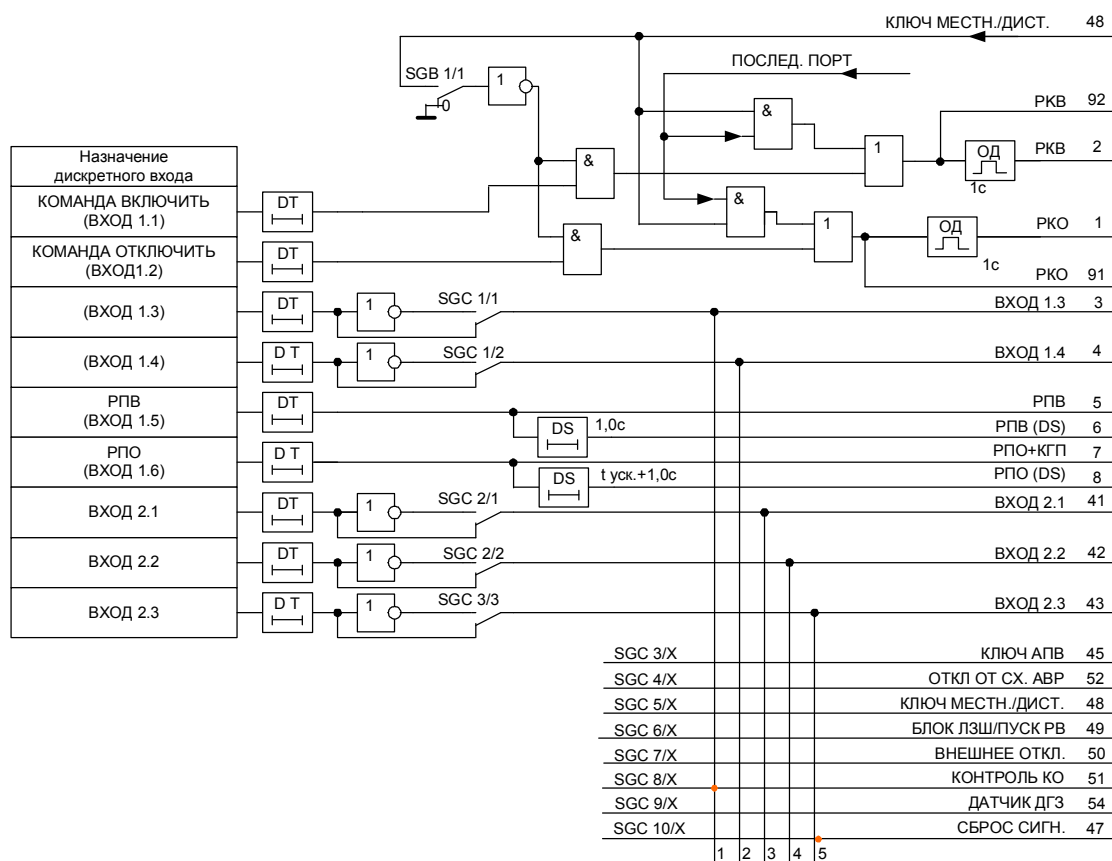 КЛЮЧ МЕСТН./ДИСТ. 48
ПОСЛЕД. ПОРТ
SGB 1/1
1
0
&
РКВ 92
1
ОД
РКВ 2
1с
Назначение
дискретного входа
&
КОМАНДА ВКЛЮЧИТЬ
(ВХОД 1.1)
DT
&
1
ОД
РКО 1
1с
КОМАНДА ОТКЛЮЧИТЬ
(ВХОД1.2)
DT
&
РКО 91
(ВХОД 1.3)
DT
1
SGC 1/1
ВХОД 1.3 3
(ВХОД 1.4)
D T
1
SGC 1/2
ВХОД 1.4 4
РПВ
(ВХОД 1.5)
DT
РПВ 5
DS
1,0с
РПВ (DS) 6
РПО
(ВХОД 1.6)
D T
РПО+КГП 7
DS
t уск.+1,0с
РПО (DS) 8
ВХОД 2.1
DT
1
SGC 2/1
ВХОД 2.1 41
ВХОД 2.2
DT
1
SGC 2/2
ВХОД 2.2 42
ВХОД 2.3
D T
1
SGC 3/3
ВХОД 2.3 43
SGC 3/X КЛЮЧ АПВ 45
SGC 4/X ОТКЛ ОТ СХ. АВР 52
SGC 5/X КЛЮЧ МЕСТН./ДИСТ. 48
SGC 6/X БЛОК ЛЗШ/ПУСК РВ 49
SGC 7/X ВНЕШНЕЕ ОТКЛ. 50
SGC 8/X КОНТРОЛЬ КО 51
SGC 9/X ДАТЧИК ДГЗ 54
SGC 10/X СБРОС СИГН. 47
1 2 3 4 5